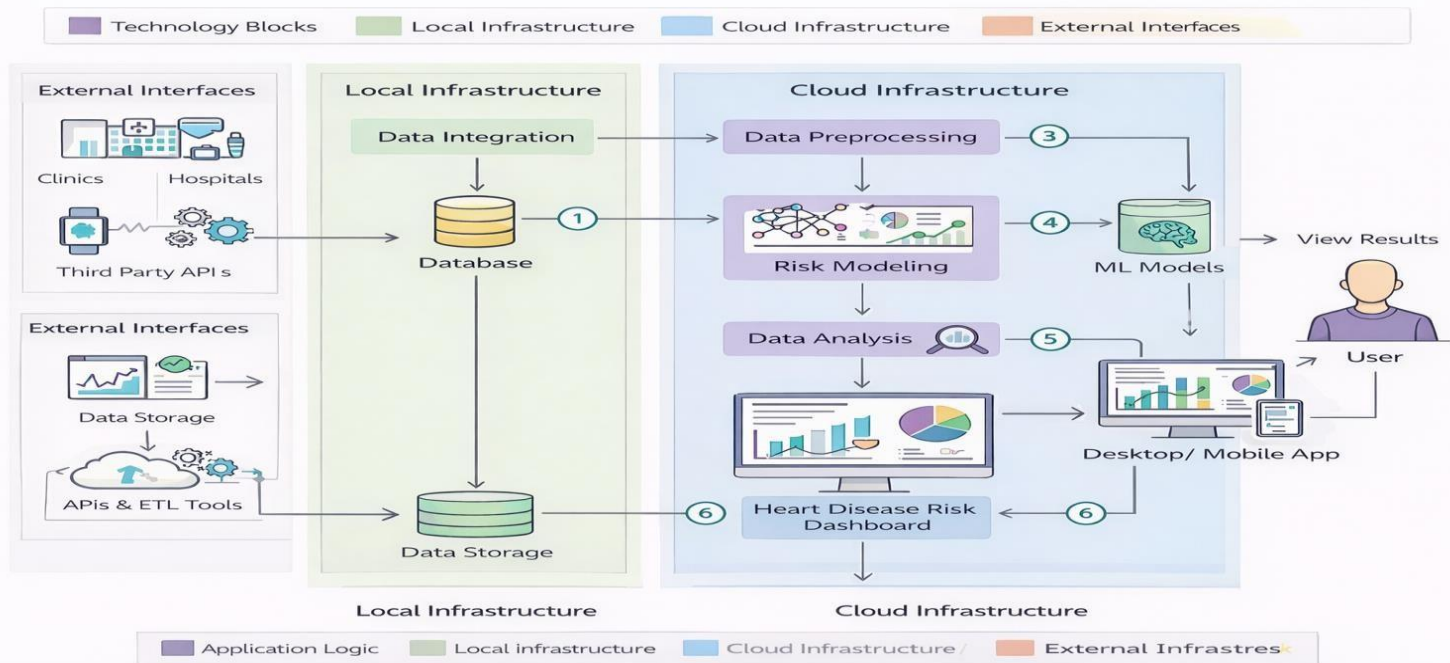 Technology Blocks
Local Infrastructure
Cloud Infrastructure
External Interfaces
External Interfaces
Clinics
Hospitals
Third Party API s
External Interfaces
Data Storage
APis & ETL Tools
Local Infrastructure
Data Integration
1
Database
Data Storage
Local Infrastructure
Cloud Infrastructure
Data Preprocessing
3
Risk Modeling
4
ML Models
Data Analysis
5
6
Heart Disease Risk
Dashboard
6
Desktop/ Mobile App
View Results
User
Cloud Infrastructure
Application Logic
Local infrastructure
Cloud Infrastructure /
External Infrastresk